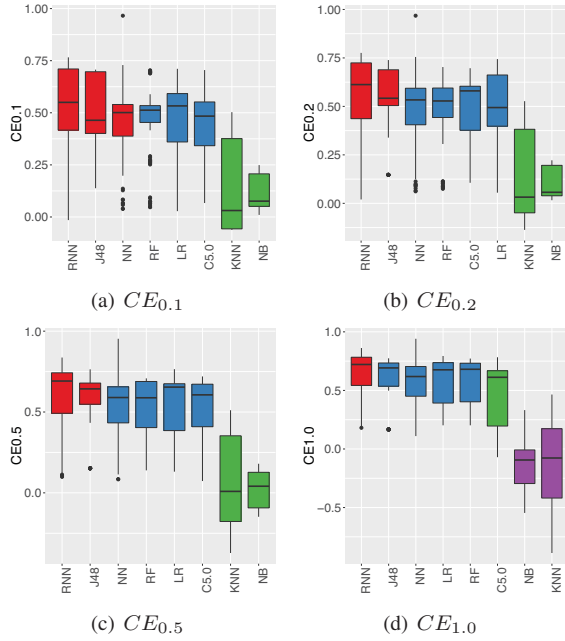 CE0.1
0.75
0.50
0.25
0.00
RNN J48 NN RF LR C5.0 KNN NB
(a) CE0.1
CE0.2
1.00
0.75
0.50
0.25
0.00
RNN J48 NN RF LR C5.0 KNN NB
(b) CE0.2
CE0.5
1.0
0.5
0.0
RNN J48 NN RF LR C5.0 KNN NB
(c) CE0.5
CE1.0
1.0
0.5
0.0
−0.5
RNN J48 NN RF LR C5.0 NB KNN
(d) CE1.0